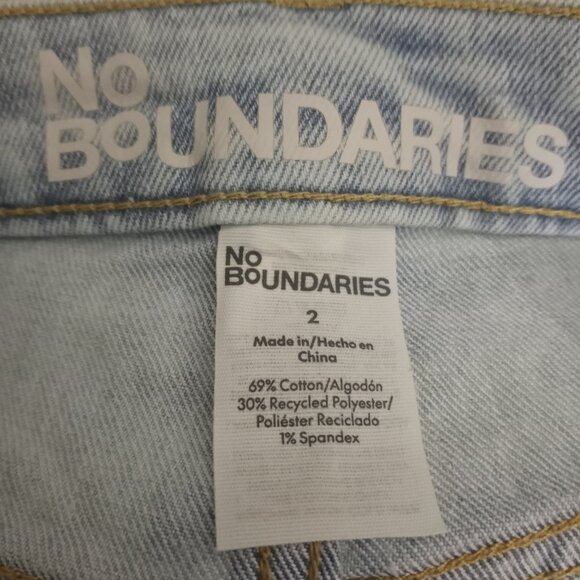 No
BOUNDARIES
No
BOUNDARIES
2
Made in/Hecho en
China
69% Cotton/Algodón
30% Recycled Polyester/
Poliéster Reciclado
1% Spandex